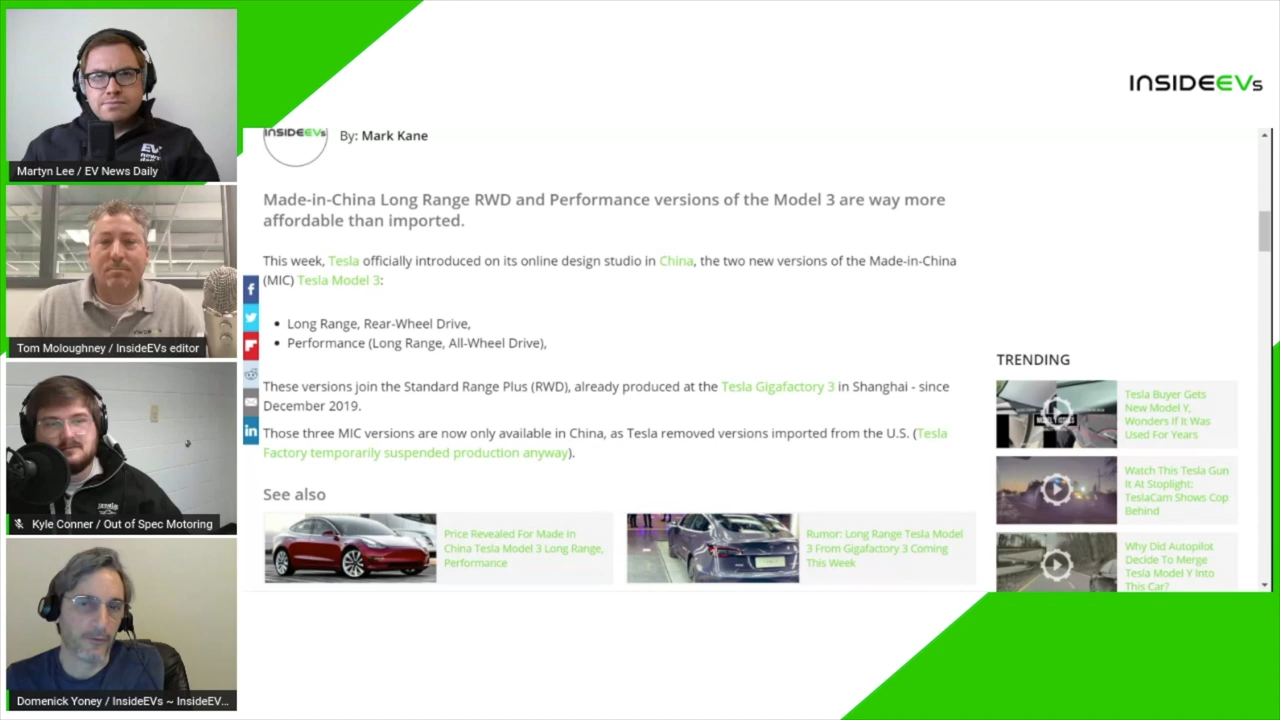 EV
news
daily
Martyn Lee / EV News Daily
Tom Moloughney / InsideEVs editor
Kyle Conner / Out of Spec Motoring
Domenick Yoney / InsideEVs ~ InsideEV...
INSIDEEVs
INSIDEEVs
By: Mark Kane
Made-in-China Long Range RWD and Performance versions of the Model 3 are way more
affordable than imported.
This week, Tesla officially introduced on its online design studio in China, the two new versions of the Made-in-China
(MIC) Tesla Model 3:
• Long Range, Rear-Wheel Drive,
• Performance (Long Range, All-Wheel Drive),
These versions join the Standard Range Plus (RWD), already produced at the Tesla Gigafactory 3 in Shanghai - since
December 2019.
Those three MIC versions are now only available in China, as Tesla removed versions imported from the U.S. (Tesla
Factory temporarily suspended production anyway).
See also
Price Revealed For Made In
China Tesla Model 3 Long Range,
Performance
Rumor: Long Range Tesla Model
3 From Gigafactory 3 Coming
This Week
TRENDING
Tesla Buyer Gets
New Model Y,
Wonders If It Was
Used For Years
Watch This Tesla Gun
It At Stoplight:
TeslaCam Shows Cop
Behind
Why Did Autopilot
Decide To Merge
Tesla Model Y Into
This Car?